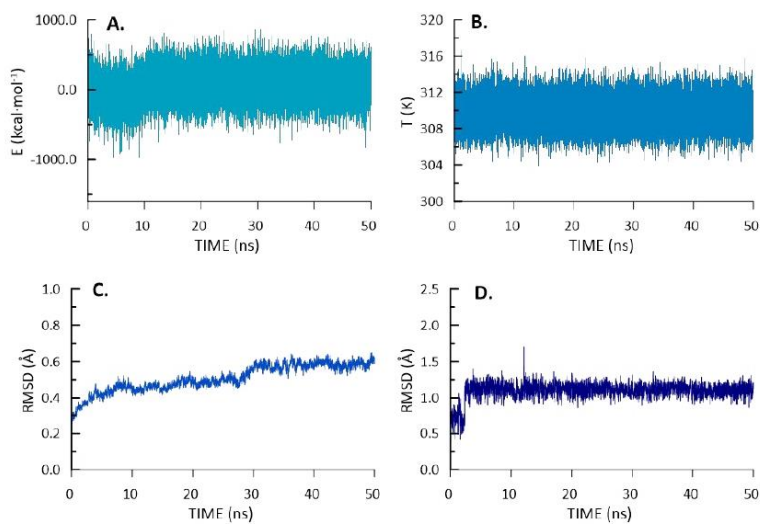 A.
1000.0
0.0
-1000.0
E (kcal·mol⁻¹)
0 10 20 30 40 50
TIME (ns)
B.
320
316
312
308
304
300
T (K)
0 10 20 30 40 50
TIME (ns)
C.
1.0
0.8
0.6
0.4
0.2
0.0
RMSD (Å)
0 10 20 30 40 50
TIME (ns)
D.
2.5
2.0
1.5
1.0
0.5
0.0
RMSD (Å)
0 10 20 30 40 50
TIME (ns)